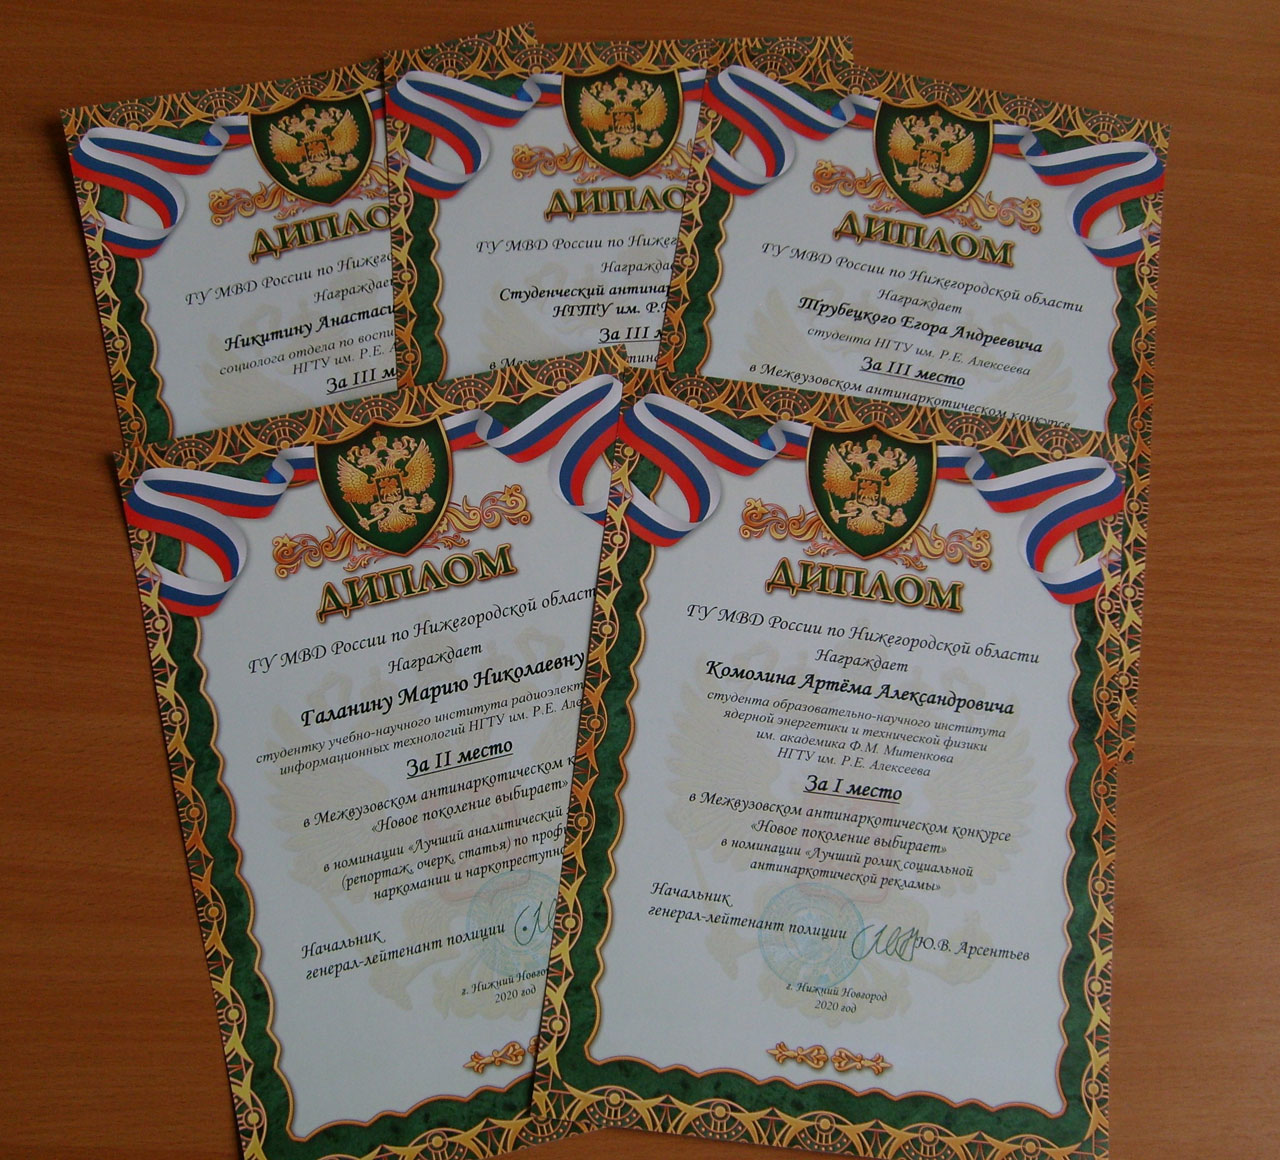 ДИПЛО
ГУ МВД России по Нижегo
Награждает
Никитину Анастаси
социолога отдела по восп
НГТУ им. Р.Е.
За III м
ДИПЛО
ГУ МВД России по Нижег
Награжда
Студенческий антинар
НГТУ им. Р.
За III м
в Меж
ДИПЛОМ
ГУ МВД России по Нижегородской области
Награждает
Трубецкого Егора Андреевича
студента НГТУ им. Р.Е. Алексеева
За III место
в Межвузовском антинаркотическом конкурсе
ДИПЛОМ
ГУ МВД России по Нижегородской област
Награждает
Галанину Марию Николаевну
студентку учебно-научного института радиоэлект
информационных технологий НГТУ им. Р.Е. Але
За II место
в Межвузовском антинаркотическом к
«Новое поколение выбирает»
в номинации «Лучший аналитический
(репортаж, очерк, статья) по проф
наркомании и наркопреступн
Начальник
генерал-лейтенант полиции
г. Нижний Новгор
2020 год
ДИПЛОМ
ГУ МВД России по Нижегородской области
Награждает
Комолина Артёма Александровича
студента образовательно-научного института
ядерной энергетики и технической физики
им. академика Ф.М. Митенкова
НГТУ им. Р.Е. Алексеева
За I место
в Межвузовском антинаркотическом конкурсе
«Новое поколение выбирает»
в номинации «Лучший ролик социальной
антинаркотической рекламы»
Начальник
генерал-лейтенант полиции Ю.В. Арсентьев
г. Нижний Новгород
2020 год